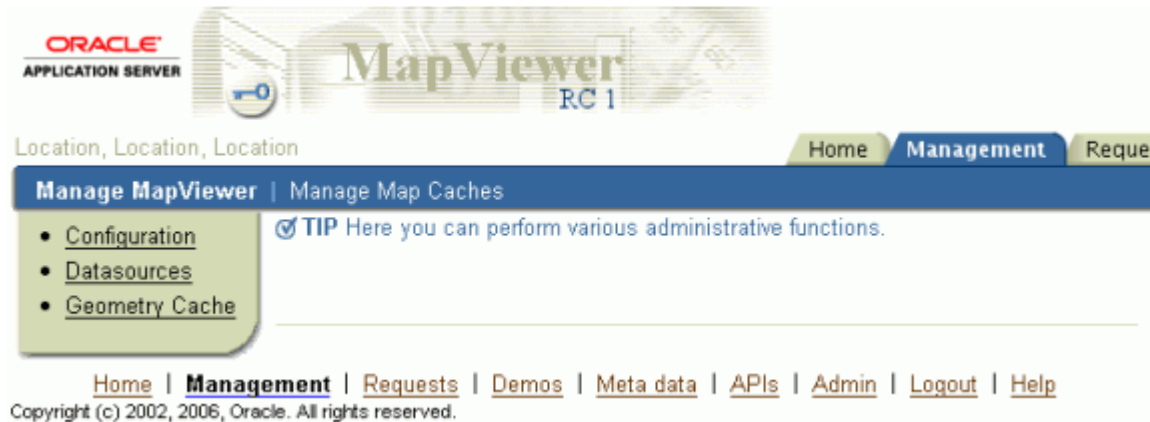 ORACLE
APPLICATION SERVER
MapViewer
RC 1
Location, Location, Location
Home Management Reque
Manage MapViewer | Manage Map Caches
Configuration
Datasources
Geometry Cache
TIP Here you can perform various administrative functions.
Home | Management | Requests | Demos | Meta data | APIs | Admin | Logout | Help
Copyright (c) 2002, 2006, Oracle. All rights reserved.